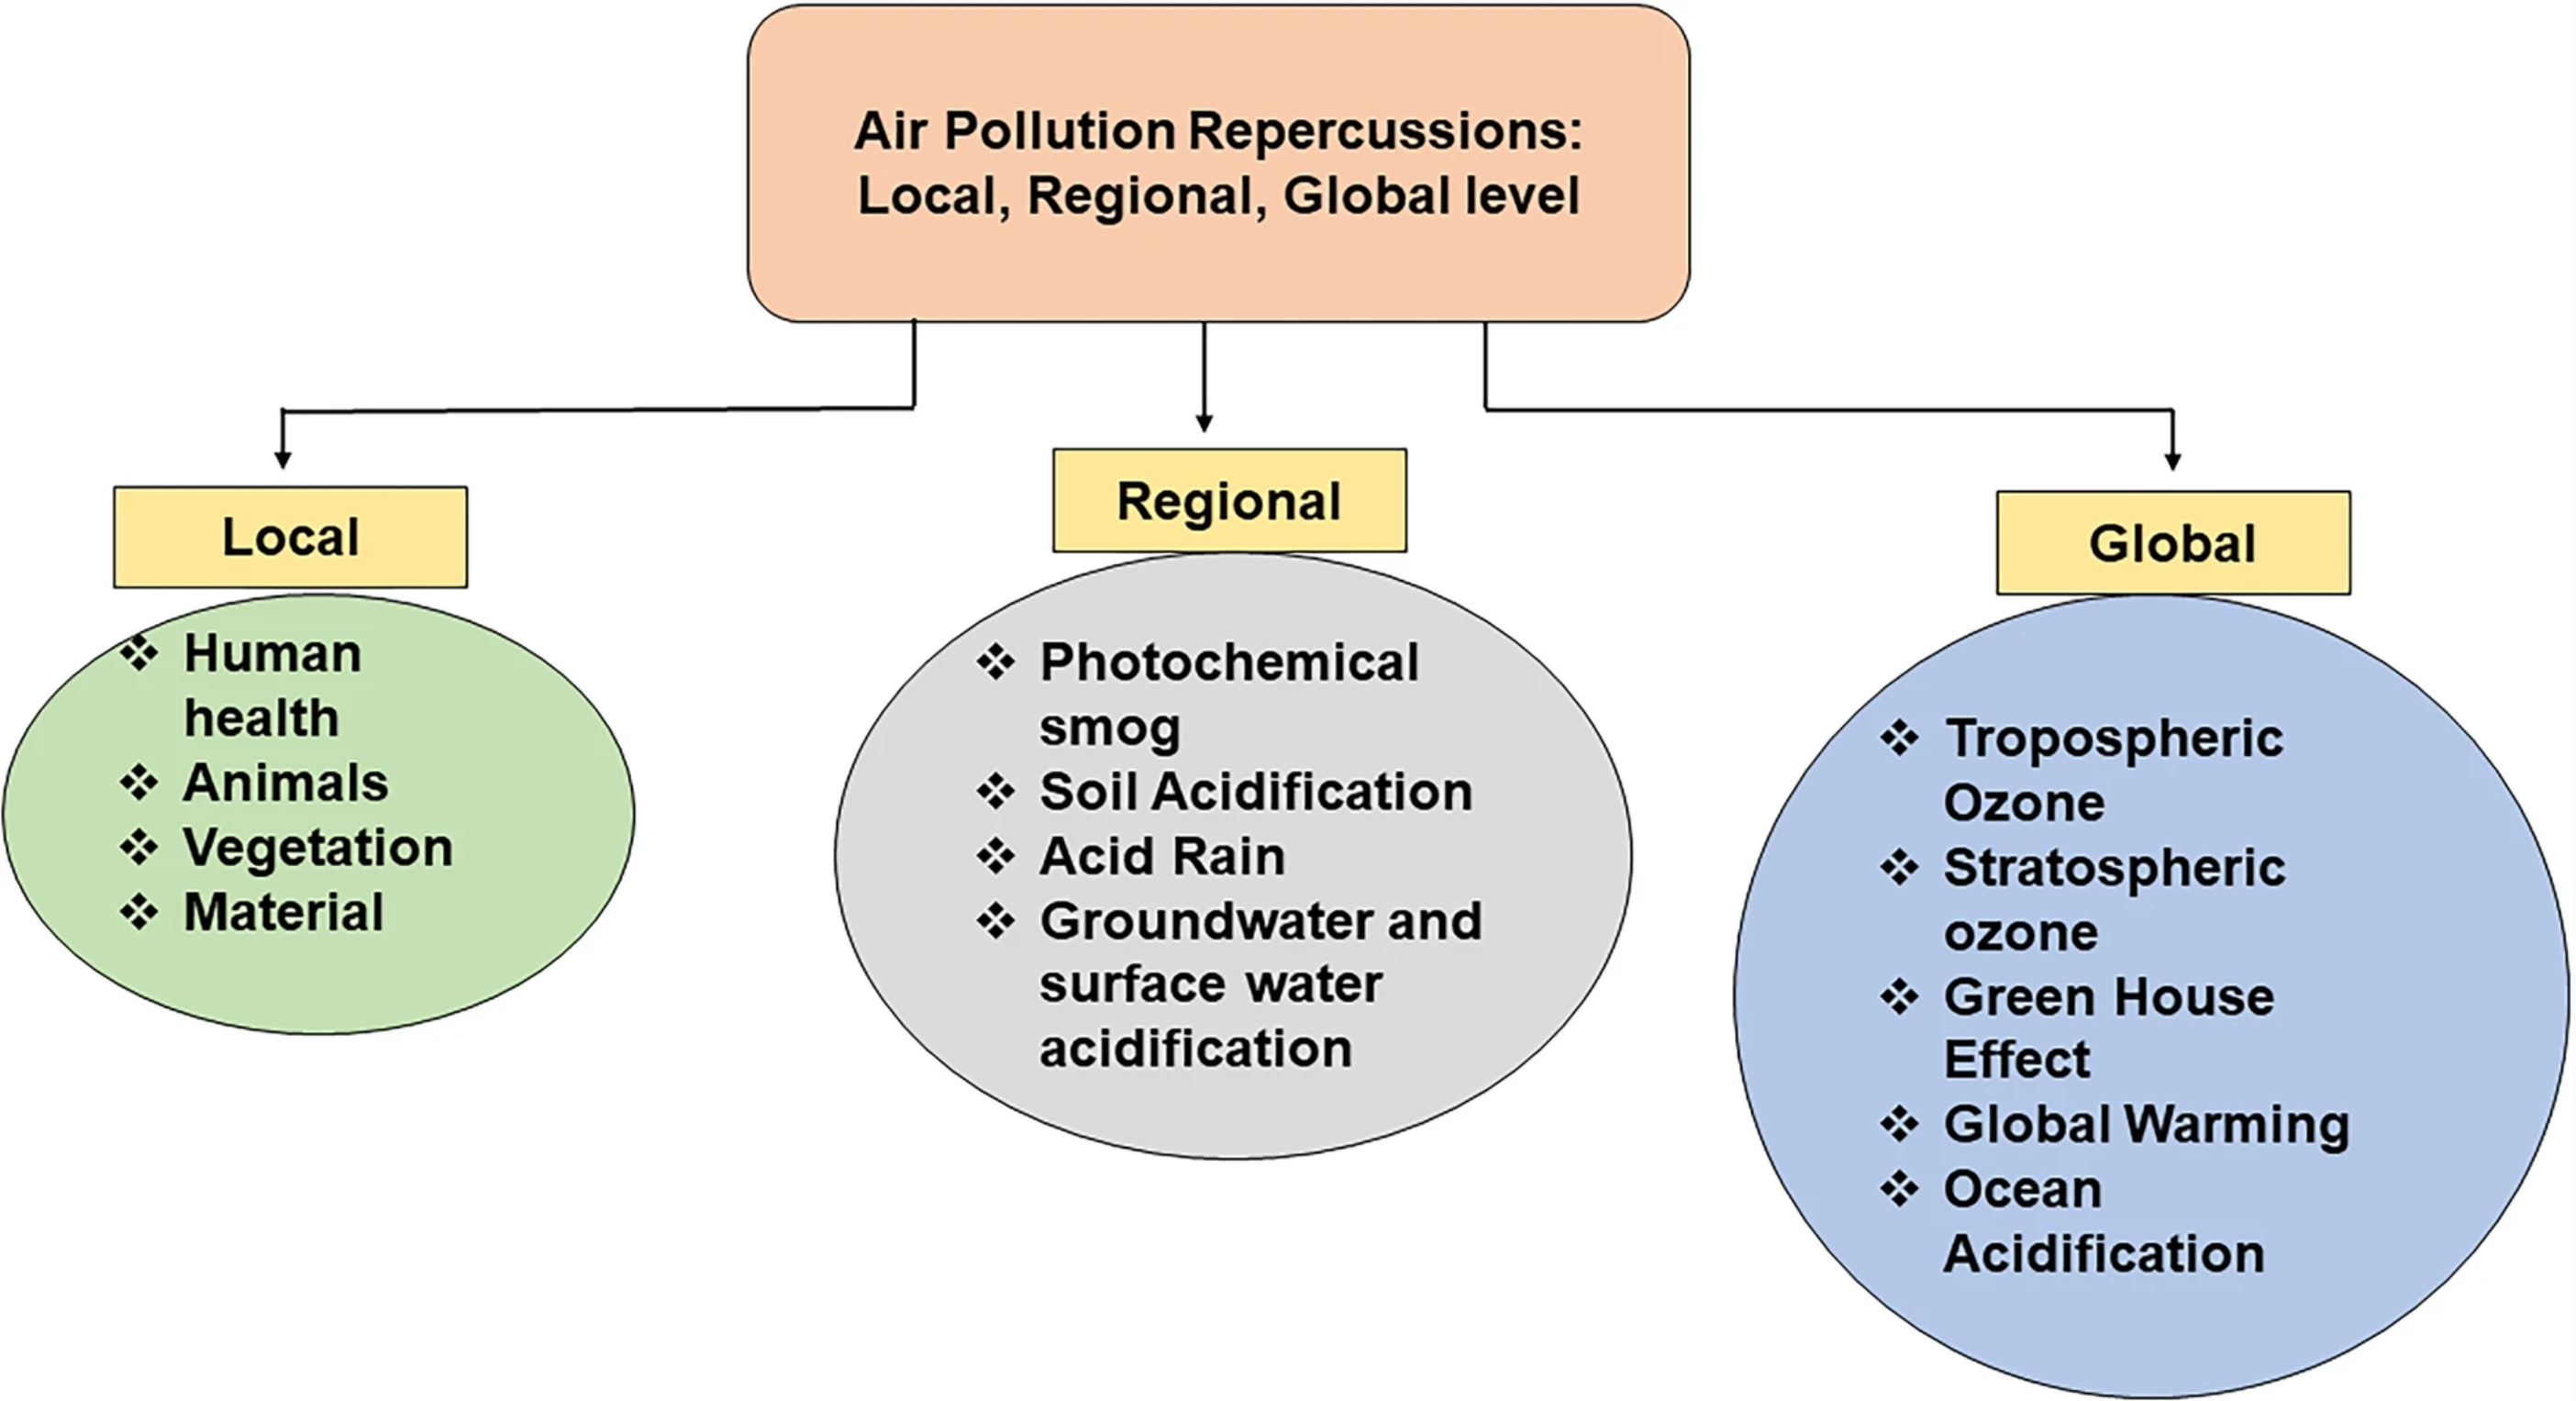 Air Pollution Repercussions:
Local, Regional, Global level
Local
Human
health
Animals
Vegetation
Material
Regional
Photochemical
smog
Soil Acidification
Acid Rain
Groundwater and
surface water
acidification
Global
Tropospheric
Ozone
Stratospheric
ozone
Green House
Effect
Global Warming
Ocean
Acidification